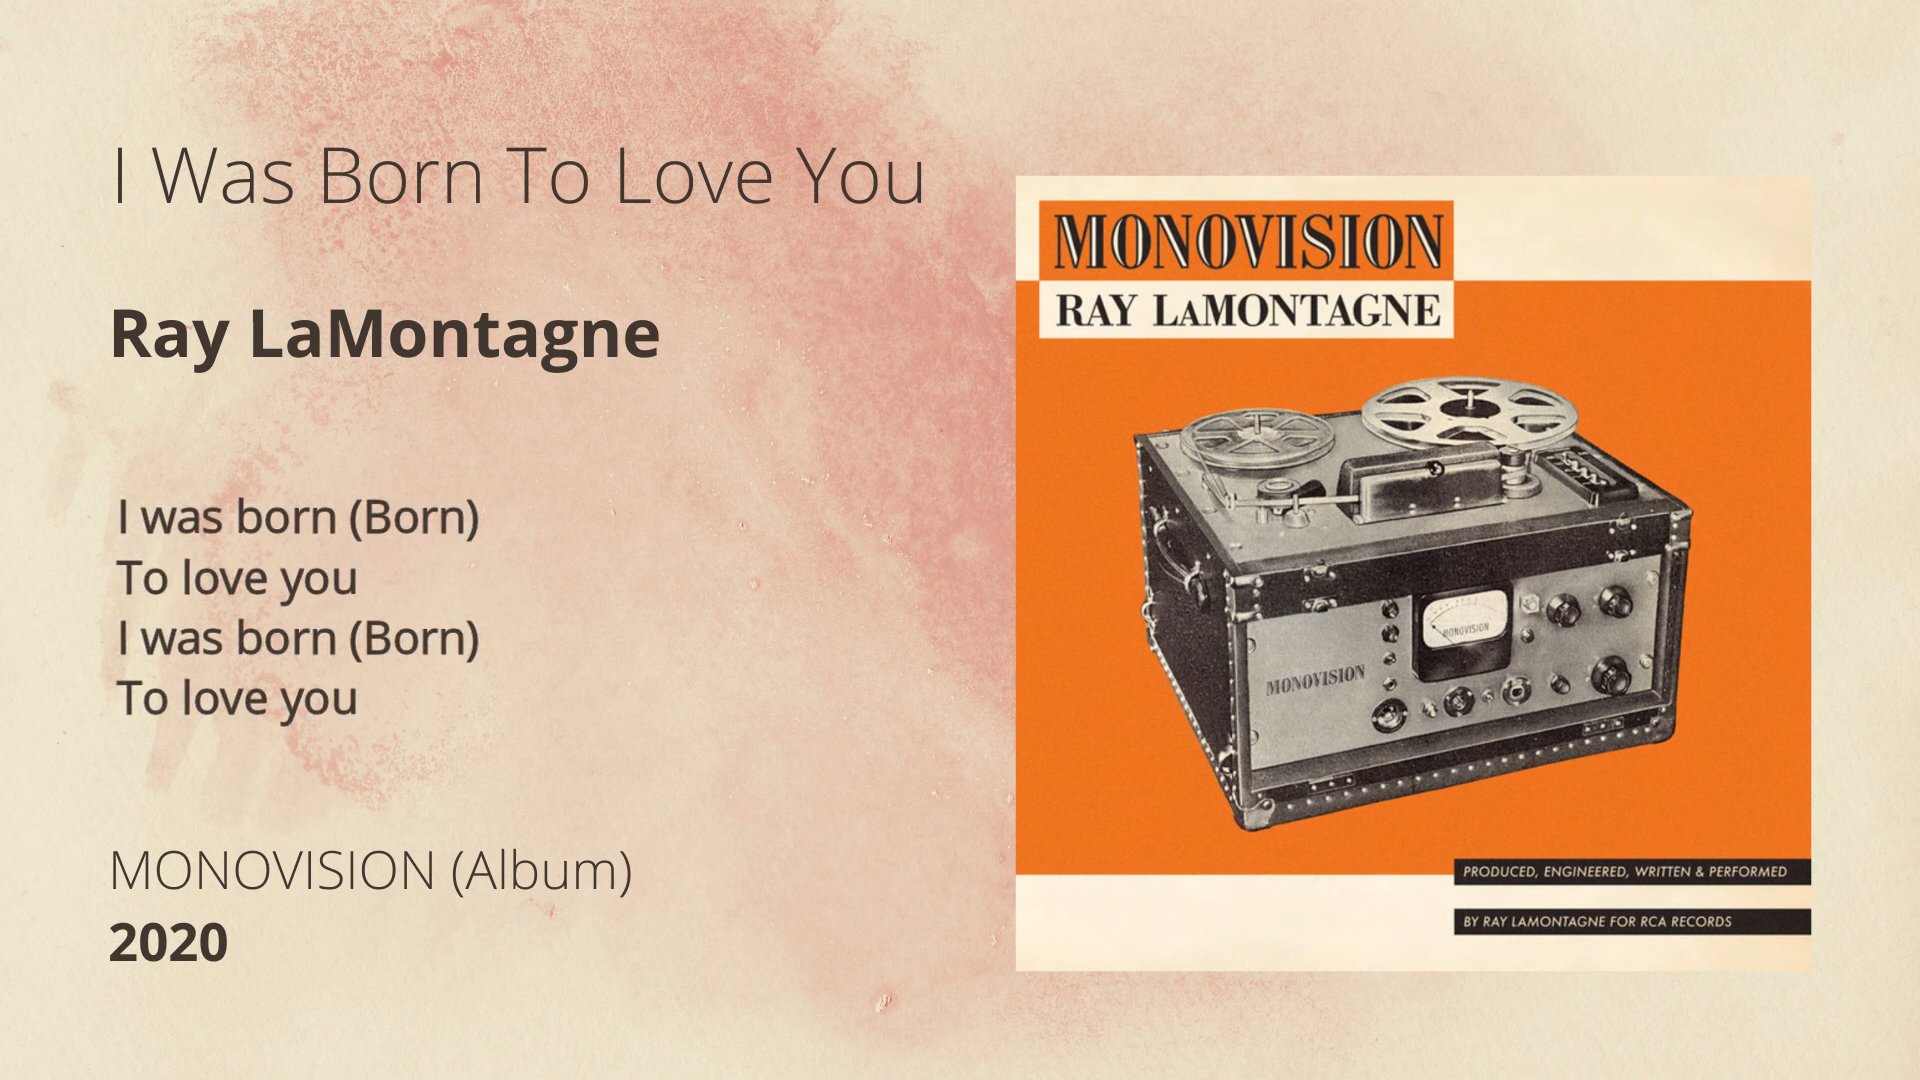 I Was Born To Love You
Ray LaMontagne
I was born (Born)
To love you
I was born (Born)
To love you
MONOVISION (Album)
2020
MONOVISION
RAY LAMONTAGNE
MONOVISION
MONOVISION
PRODUCED, ENGINEERED, WRITTEN & PERFORMED
BY RAY LAMONTAGNE FOR RCA RECORDS